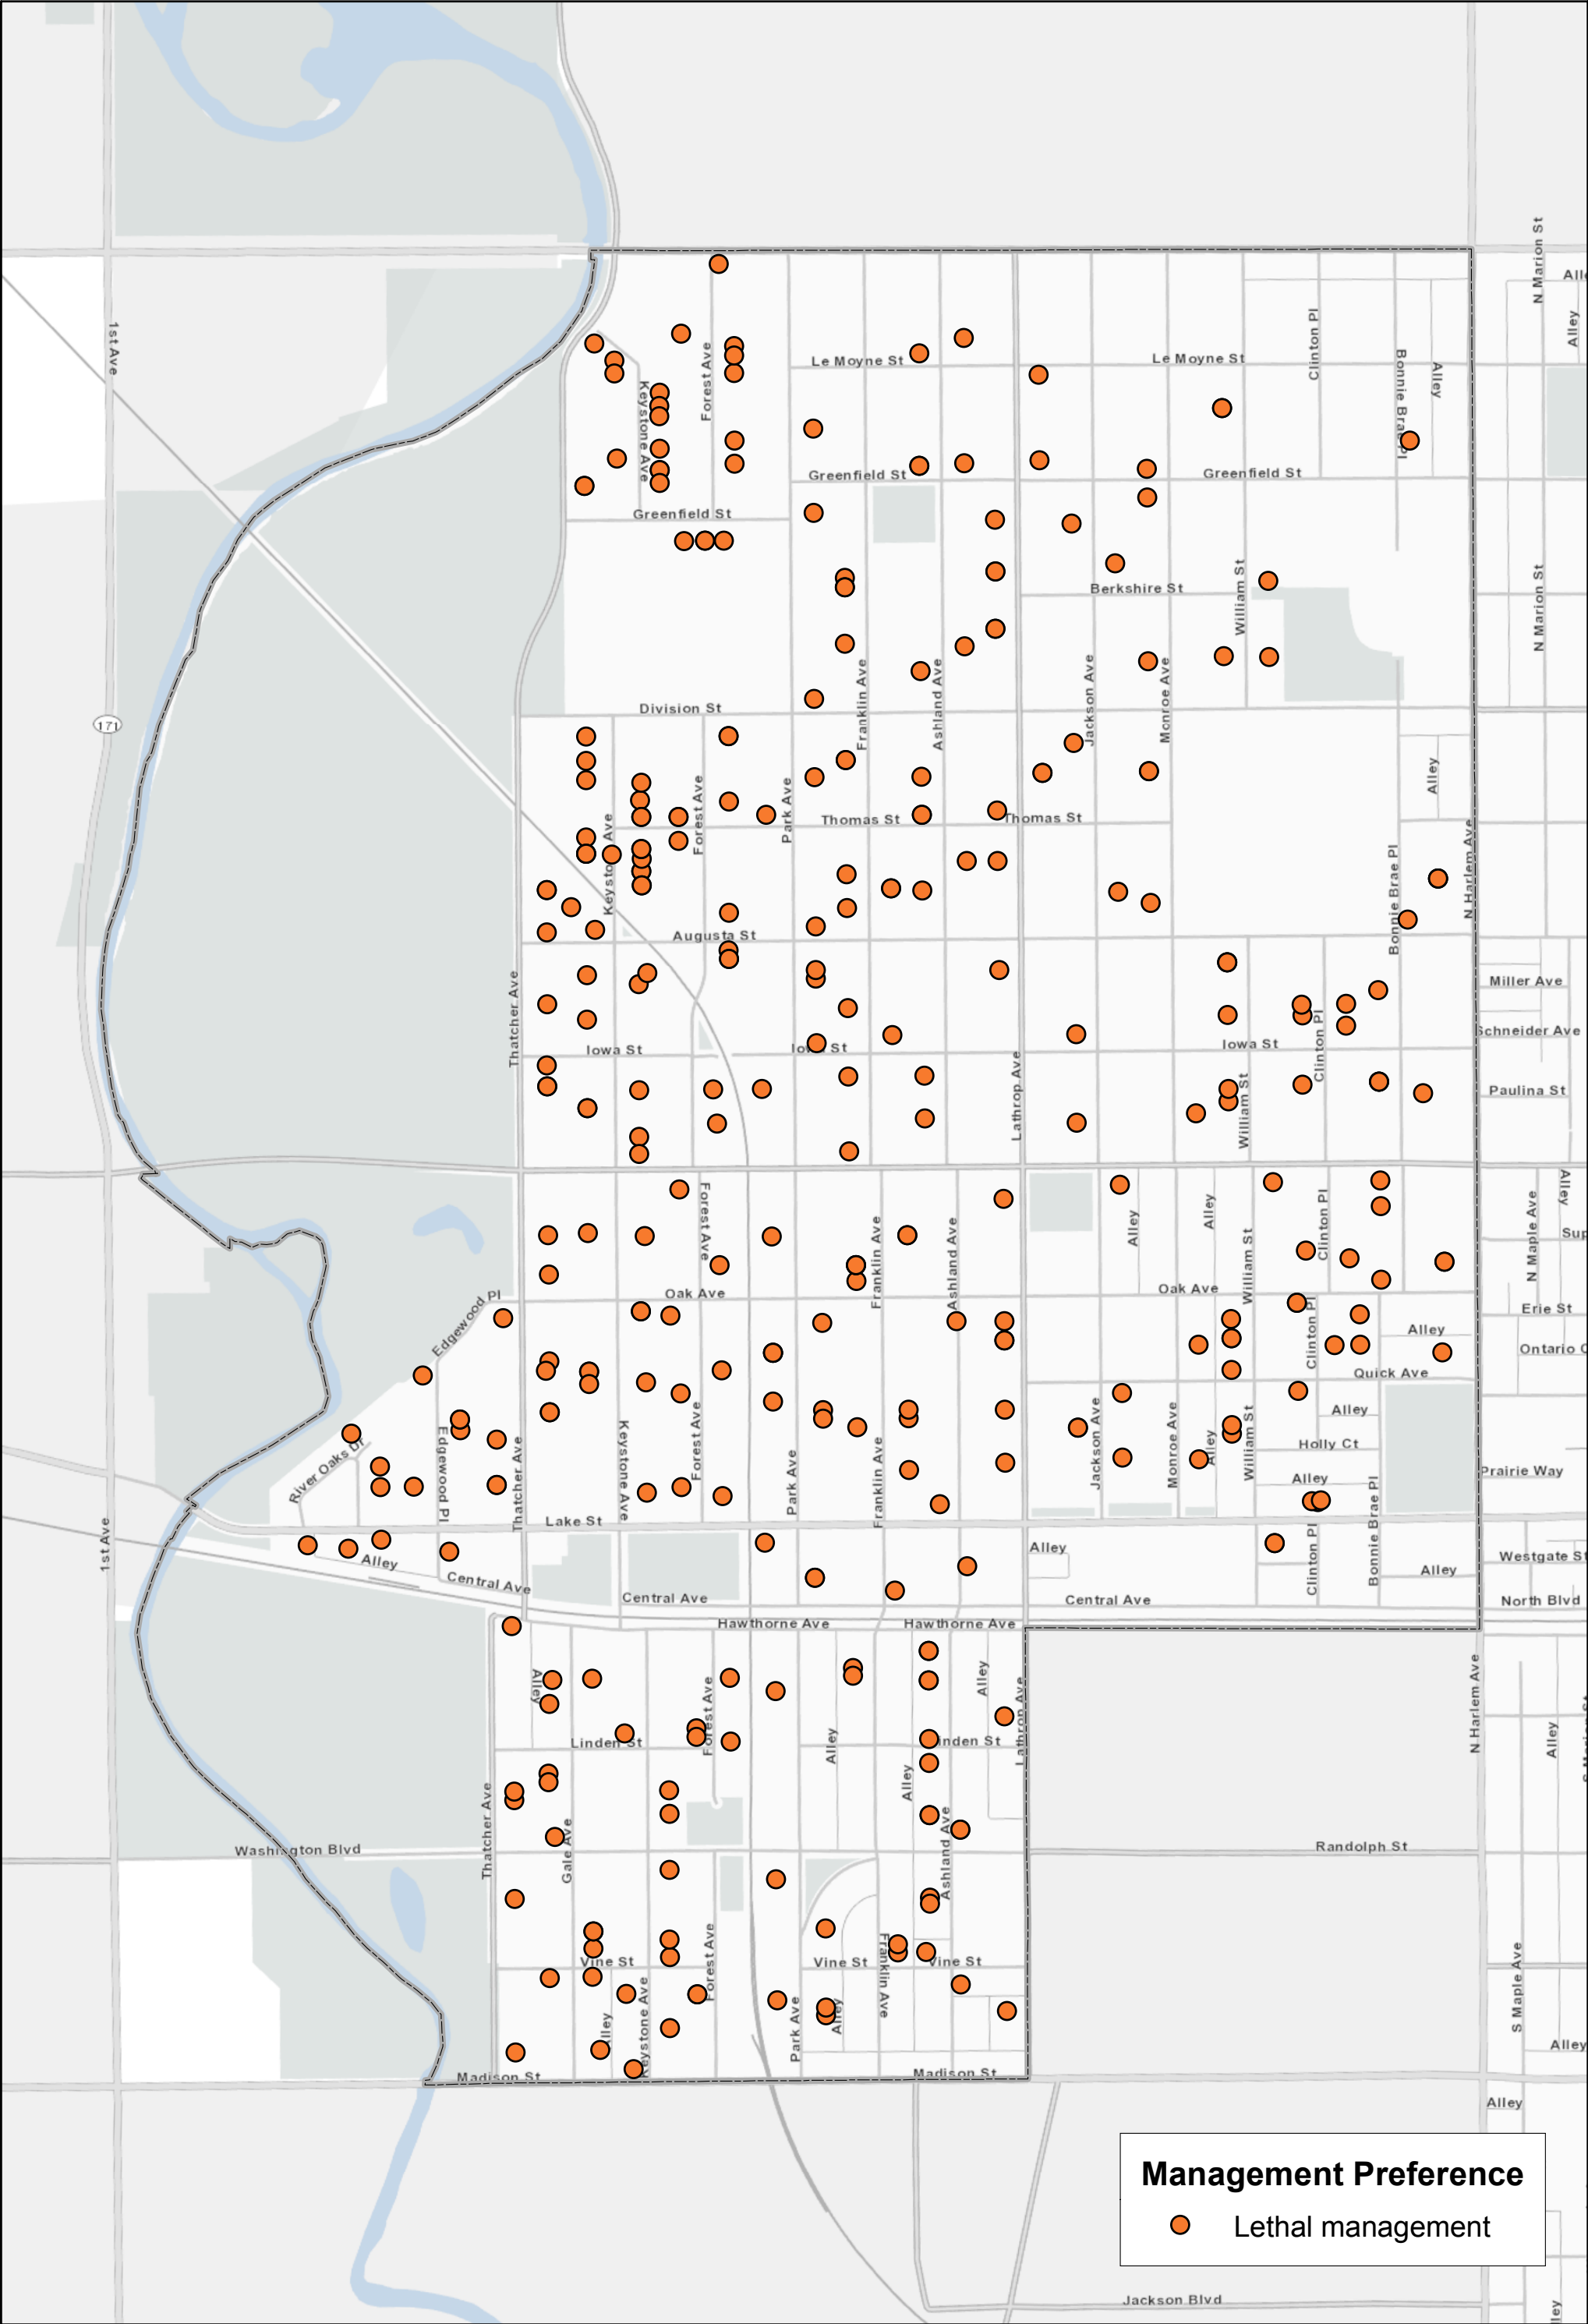 N Marion St
Alley
1st Ave
Forest Ave
Le Moyne St
Le Moyne St
Clinton Pl
Bonnie Brae Pl
Alley
Keystone Ave
Greenfield St
Greenfield St
Greenfield St
Berkshire St
William St
N Marion St
Franklin Ave
Ashland Ave
Jackson Ave
Monroe Ave
Division St
171
Alley
Keystone Ave
Forest Ave
Park Ave
Thomas St
Thomas St
Bonnie Brae Pl
N Harlem Ave
Augusta St
Thatcher Ave
Miller Ave
Schneider Ave
Iowa St
Iowa St
Iowa St
Clinton Pl
Lathrop Ave
William St
Paulina St
Forest Ave
Franklin Ave
Ashland Ave
Alley
Alley
William St
Clinton Pl
N Maple Ave
Alley
Sup
Edgewood Pl
Oak Ave
Oak Ave
Erie St
Clinton Pl
Alley
Ontario C
Quick Ave
River Oaks Dr
Edgewood Pl
Thatcher Ave
Keystone Ave
Forest Ave
Park Ave
Franklin Ave
Jackson Ave
Monroe Ave
Alley
William St
Alley
Holly Ct
Alley
Prairie Way
Bonnie Brae Pl
1st Ave
Lake St
Alley
Central Ave
Central Ave
Alley
Central Ave
Clinton Pl
Alley
Westgate St
North Blvd
Hawthorne Ave
Hawthorne Ave
Alley
Forest Ave
Alley
Alley
Lathrop Ave
N Harlem Ave
Alley
Linden St
Linden St
Alley
Thatcher Ave
Gale Ave
Ashland Ave
Washington Blvd
Randolph St
Vine St
Forest Ave
Vine St
Franklin Ave
Vine St
S Maple Ave
Alley
Keystone Ave
Park Ave
Alley
Alley
Madison St
Madison St
Alley
Management Preference
Lethal management
Jackson Blvd